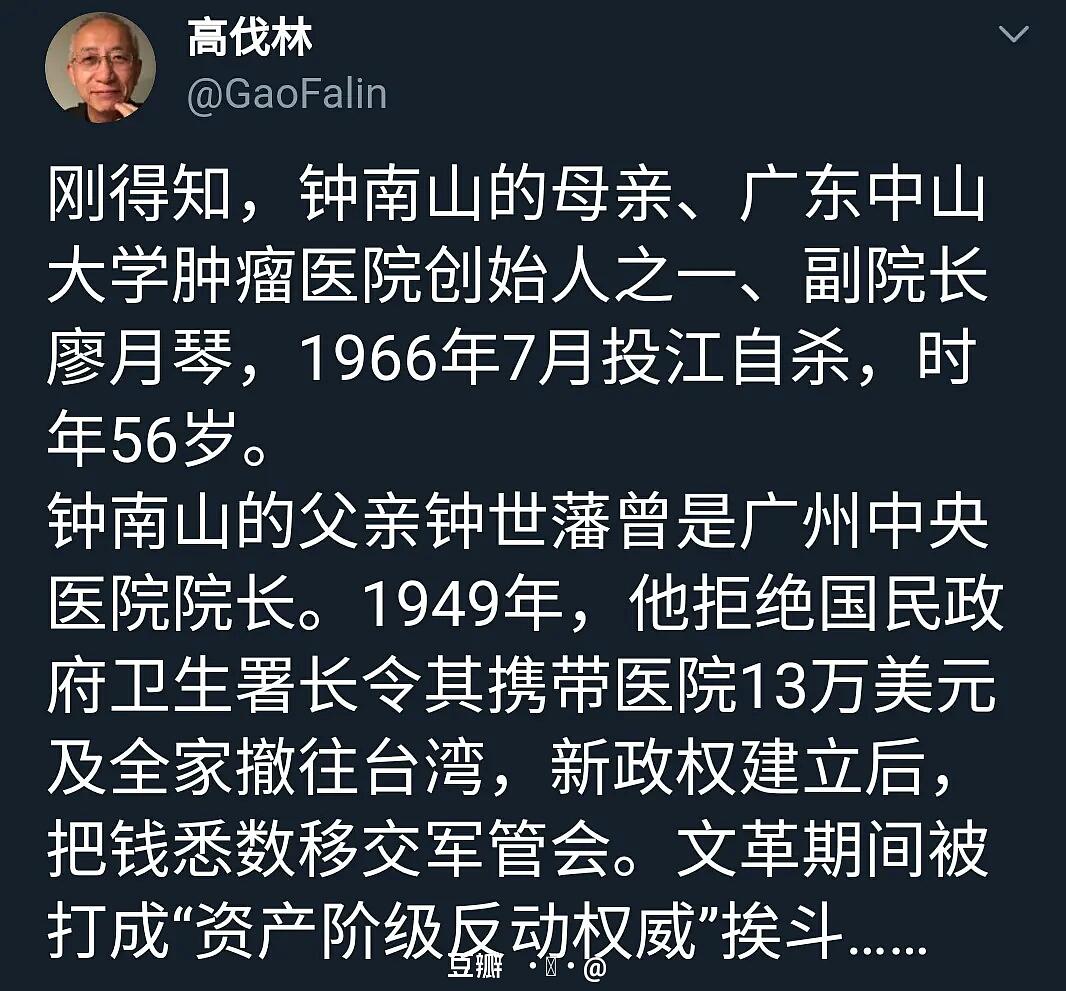 高伐林
@GaoFalin
刚得知，钟南山的母亲、广东中山
大学肿瘤医院创始人之一、副院长
廖月琴，1966年7月投江自杀，时
年56岁。
钟南山的父亲钟世藩曾是广州中央
医院院长。1949年，他拒绝国民政
府卫生署长令其携带医院13万美元
及全家撤往台湾，新政权建立后，
把钱悉数移交军管会。文革期间被
打成“资产阶级反动权威”挨斗……
豆瓣 · · @